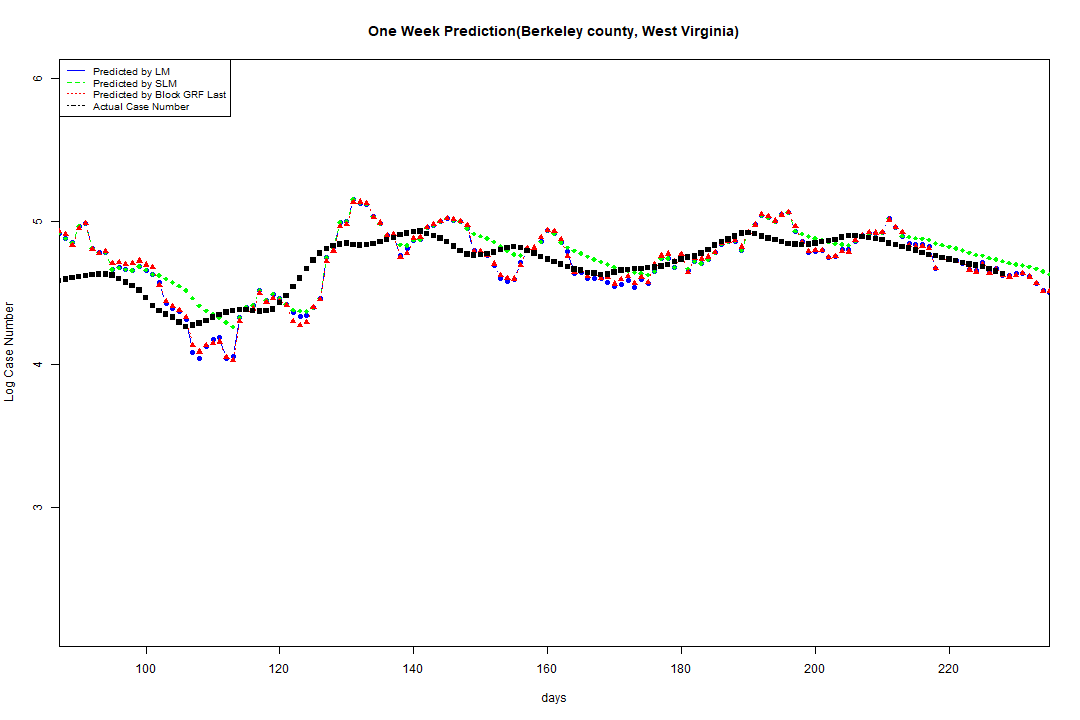 One Week Prediction(Berkeley county, West Virginia)
Predicted by LM
Predicted by SLM
Predicted by Block GRF Last
Actual Case Number
6
5
4
3
Log Case Number
100 120 140 160 180 200 220
days